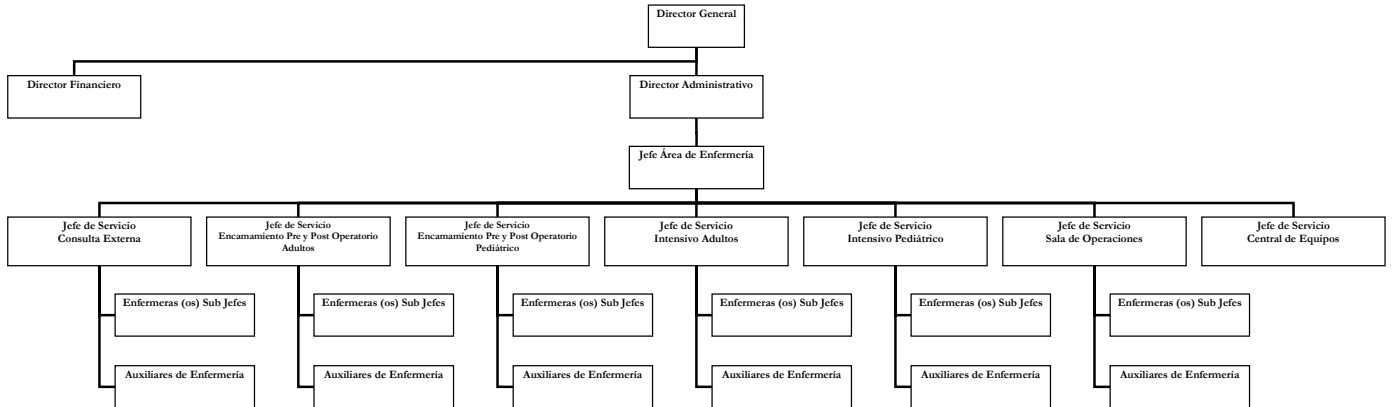 Director General
Director Financiero
Director Administrativo
Jefe Área de Enfermería
Jefe de Servicio
Consulta Externa
Jefe de Servicio
Encamamiento Pre y Post Operatorio
Adultos
Jefe de Servicio
Encamamiento Pre y Post Operatorio
Pediátrico
Jefe de Servicio
Intensivo Adultos
Jefe de Servicio
Intensivo Pediátrico
Jefe de Servicio
Sala de Operaciones
Jefe de Servicio
Central de Equipos
Enfermeras (os) Sub Jefes
Enfermeras (os) Sub Jefes
Enfermeras (os) Sub Jefes
Enfermeras (os) Sub Jefes
Enfermeras (os) Sub Jefes
Enfermeras (os) Sub Jefes
Auxiliares de Enfermería
Auxiliares de Enfermería
Auxiliares de Enfermería
Auxiliares de Enfermería
Auxiliares de Enfermería
Auxiliares de Enfermería